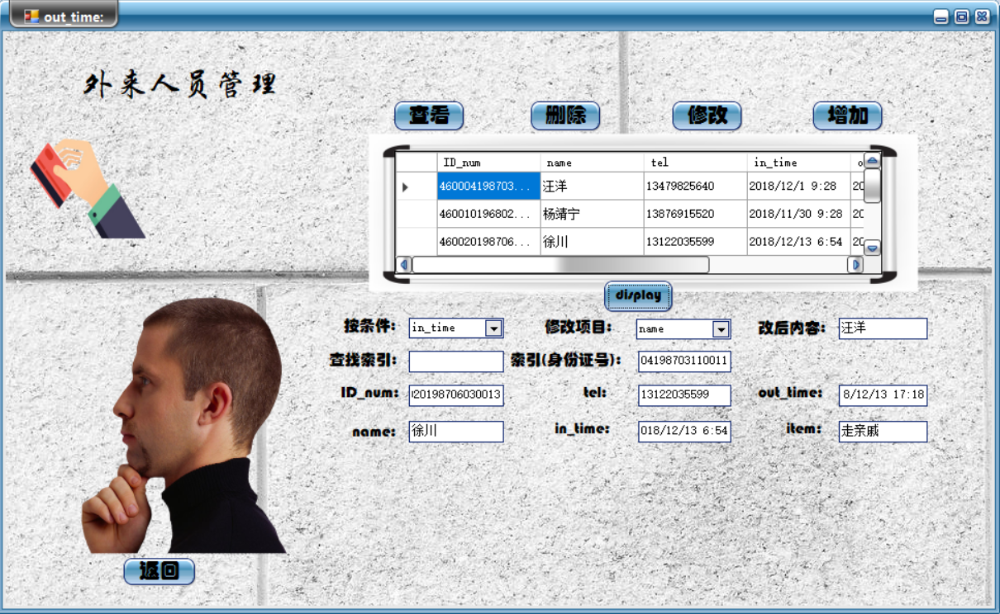 out_time:
外来人员管理
查看 删除 修改 增加
ID_num name tel in_time o
460004198703... 汪洋 13479825640 2018/12/1 9:28 20
460010196802... 杨靖宁 13876915520 2018/11/30 9:28 20
460020198706... 徐川 13122035599 2018/12/13 6:54 20
display
按条件: in_time 修改项目: name 改后内容: 汪洋
查找索引: 索引(身份证号): 04198703110011
ID_num: 020198706030013 tel: 13122035599 out_time: 8/12/13 17:18
name: 徐川 in_time: 018/12/13 6:54 item: 走亲戚
返回